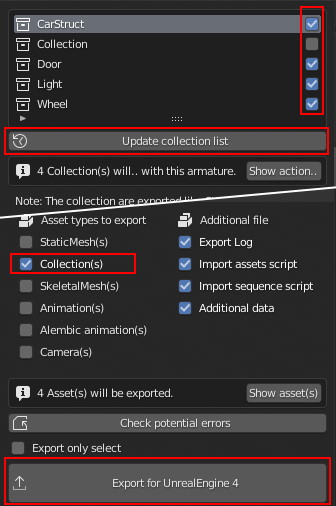 CarStruct
Collection
Door
Light
Wheel
Update collection list
4 Collection(s) will.. with this armature. Show action..
Note: The collection are exported
Asset types to export Additional file
StaticMesh(s) Export Log
Collection(s) Import assets script
SkeletalMesh(s) Import sequence script
Animation(s) Additional data
Alembic animation(s)
Camera(s)
4 Asset(s) will be exported. Show asset(s)
Check potential errors
Export only select
Export for UnrealEngine 4